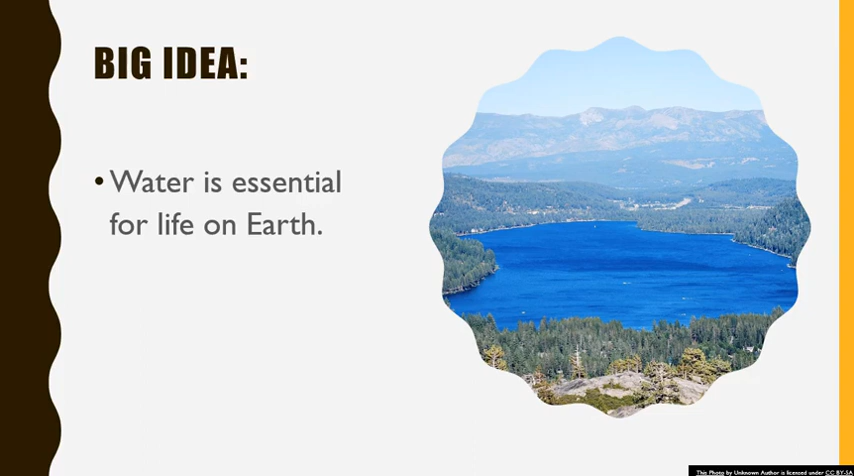 BIG IDEA:
• Water is essential
for life on Earth.
This Photo by Unknown Author is licensed under CC BY-SA